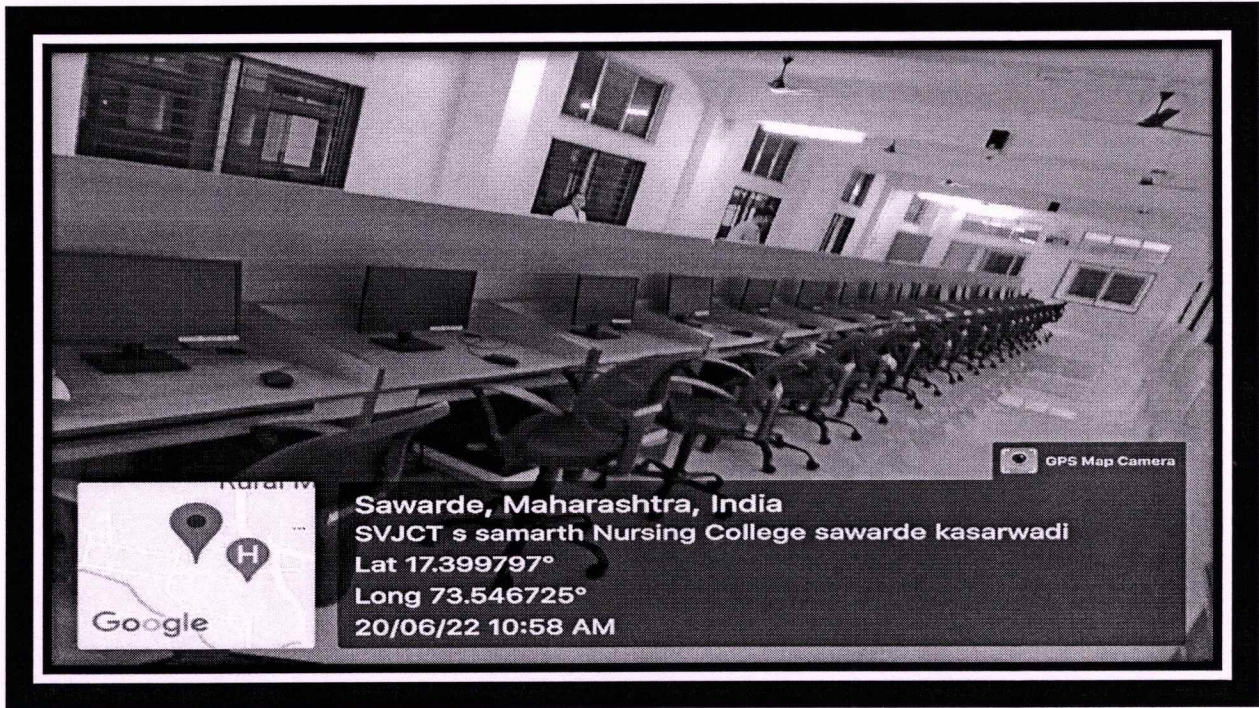 GPS Map Camera
Rural
Sawarde, Maharashtra, India
SVJCT s samarth Nursing College sawarde kasarwadi
Lat 17.399797°
Long 73.546725°
20/06/22 10:58 AM
H
Google